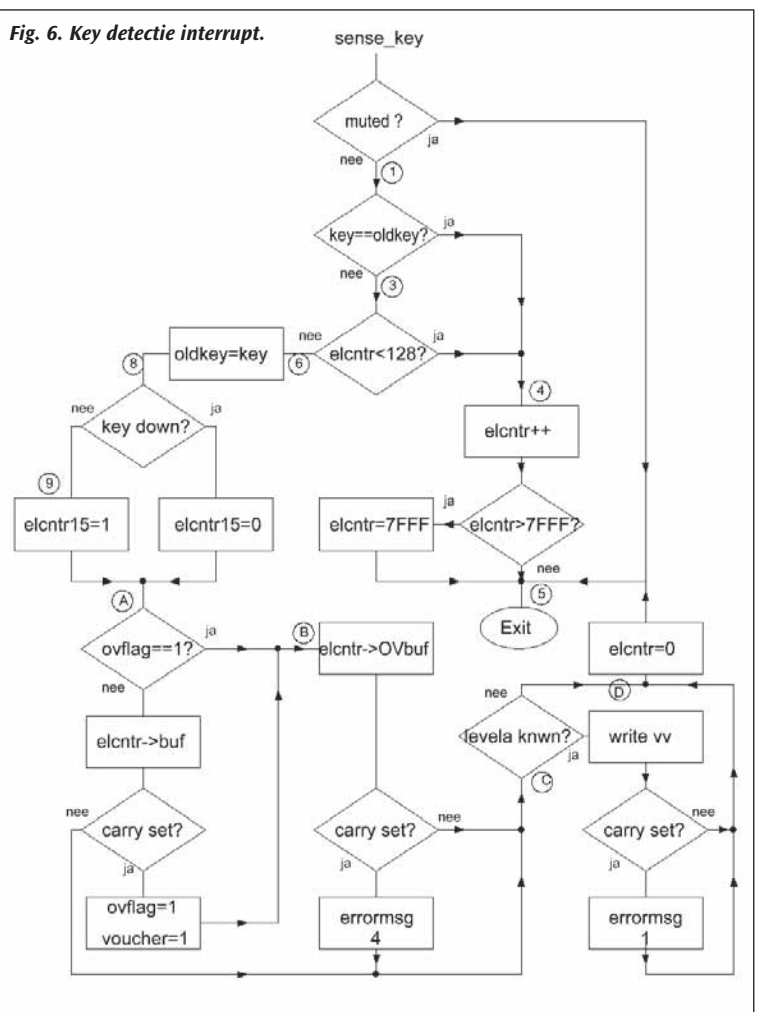 Fig. 6. Key detectie interrupt.
sense_key
muted ?
ja
nee
1
key==oldkey?
ja
nee
3
elcntr<128?
nee
ja
6
oldkey=key
8
4
key down?
nee
ja
elcntr++
9
elcntr15=1
elcntr15=0
elcntr=7FFF
ja
elcntr>7FFF?
nee
5
Exit
A
ovflag==1?
ja
nee
B
elcntr->OVbuf
elcntr=0
D
nee
levela knwn?
ja
C
write vv
elcntr->buf
nee
carry set?
ja
carry set?
nee
ja
carry set?
nee
ja
ovflag=1
voucher=1
errormsg
4
errormsg
1